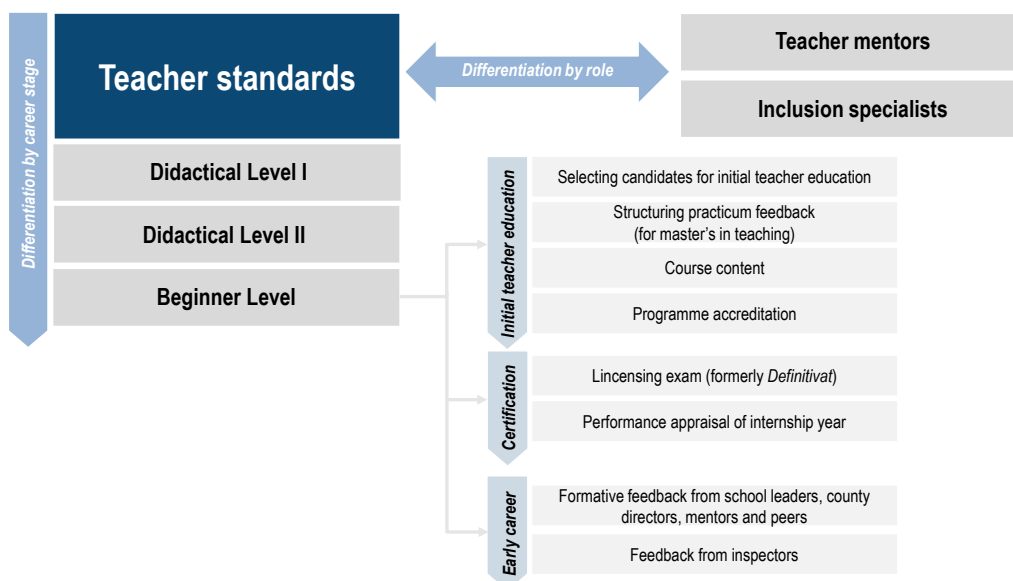 Differentiation by career stage
Teacher standards
Differentiation by role
Teacher mentors
Inclusion specialists
Didactical Level I
Didactical Level II
Beginner Level
Initial teacher education
Selecting candidates for initial teacher education
Structuring practicum feedback
(for master's in teaching)
Course content
Programme accreditation
Certification
Lincensing exam (formerly Definitivat)
Performance appraisal of internship year
Early career
Formative feedback from school leaders, county
directors, mentors and peers
Feedback from inspectors